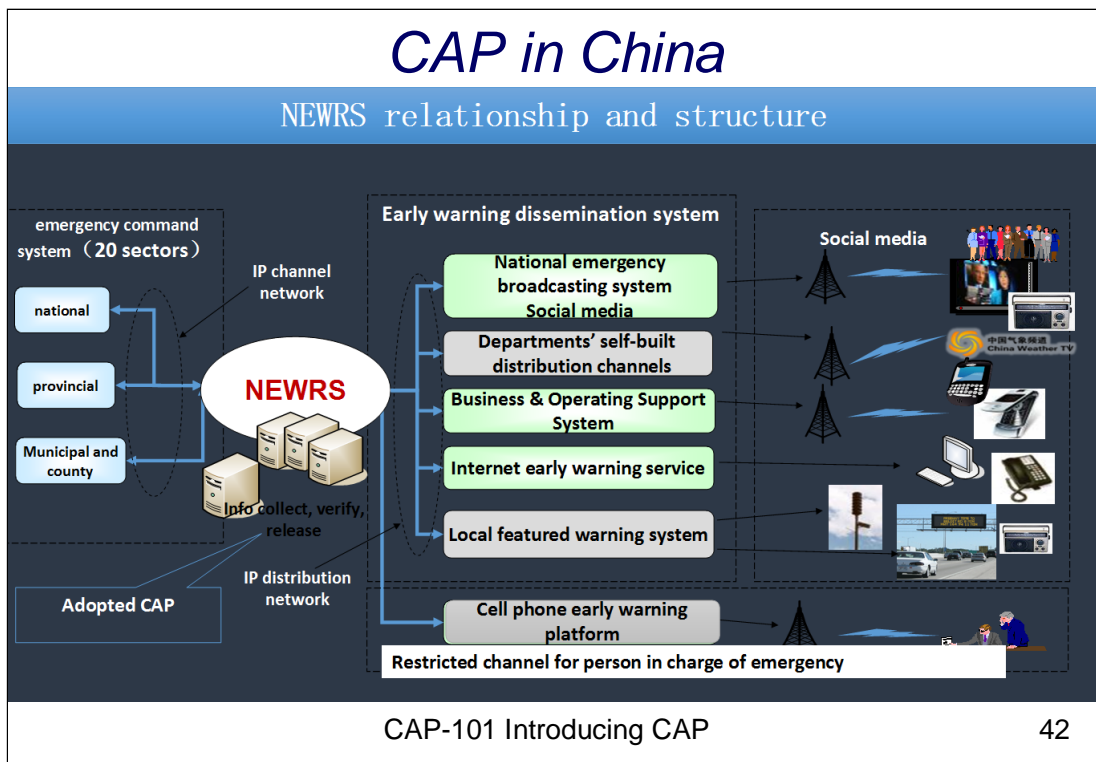 CAP in China
NEWRS relationship and structure
emergency command
system（20 sectors）
national
provincial
Municipal and
county
IP channel
network
NEWRS
Info collect, verify,
release
Adopted CAP
IP distribution
network
Early warning dissemination system
National emergency
broadcasting system
Social media
Departments’ self-built
distribution channels
Business & Operating Support
System
Internet early warning service
Local featured warning system
Cell phone early warning
platform
Restricted channel for person in charge of emergency
Social media
中国气象频道
China Weather TV
CAP-101 Introducing CAP
42